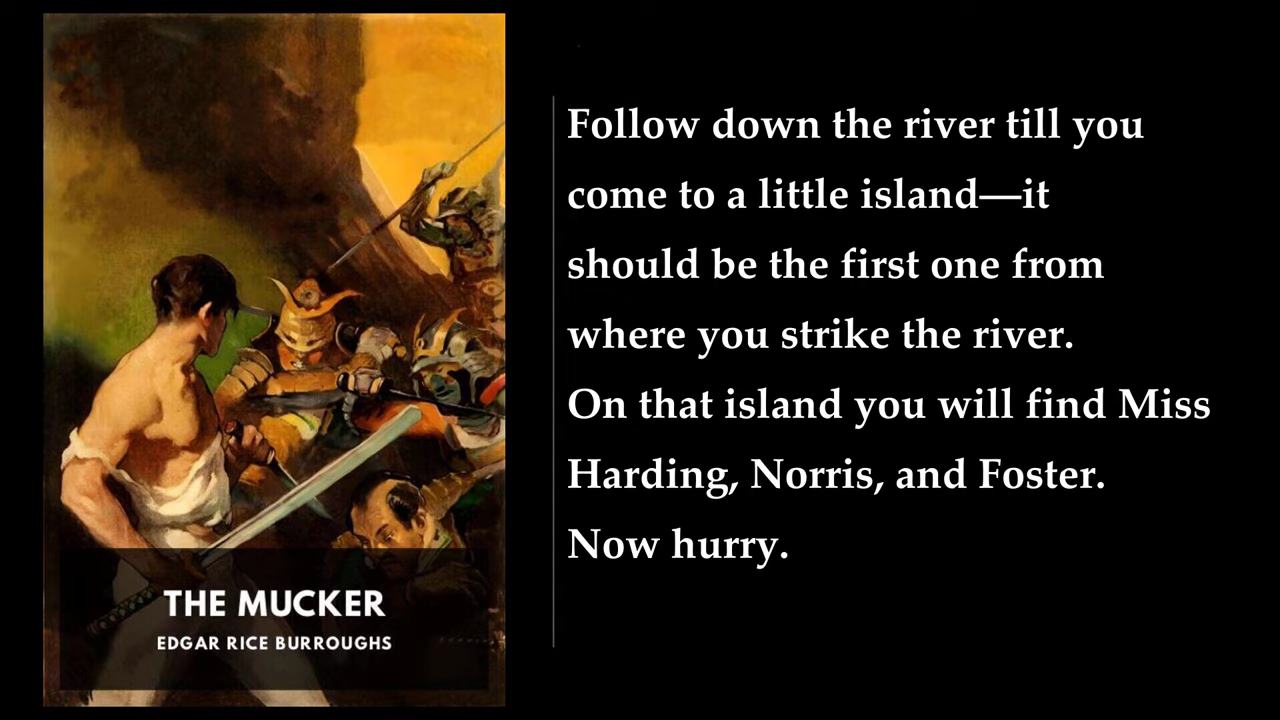 THE MUCKER
EDGAR RICE BURROUGHS
Follow down the river till you
come to a little island—it
should be the first one from
where you strike the river.
On that island you will find Miss
Harding, Norris, and Foster.
Now hurry.